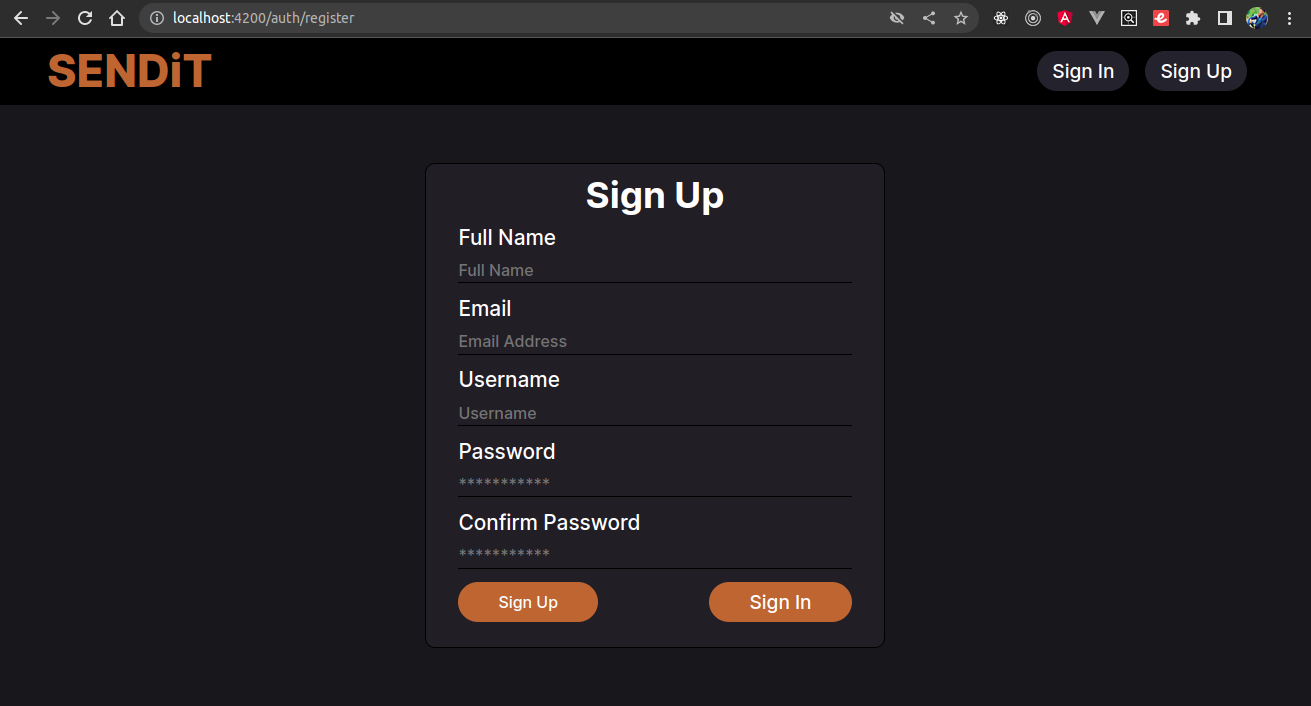 localhost:4200/auth/register
SENDiT
Sign In
Sign Up
Sign Up
Full Name
Full Name
Email
Email Address
Username
Username
Password
***********
Confirm Password
***********
Sign Up
Sign In